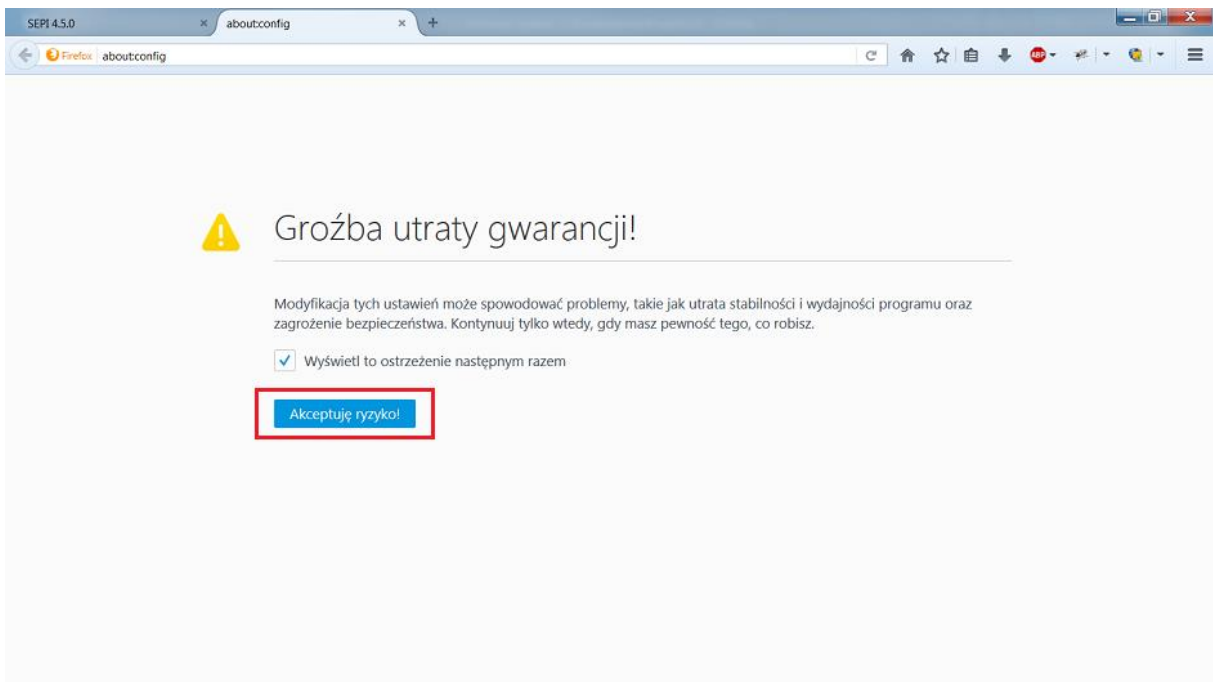 SEPI 4.5.0
about:config
Firefox about:config
ABP
Groźba utraty gwarancji!
Modyfikacja tych ustawień może spowodować problemy, takie jak utrata stabilności i wydajności programu oraz
zagrożenie bezpieczeństwa. Kontynuuj tylko wtedy, gdy masz pewność tego, co robisz.
Wyświetl to ostrzeżenie następnym razem
Akceptuję ryzyko!